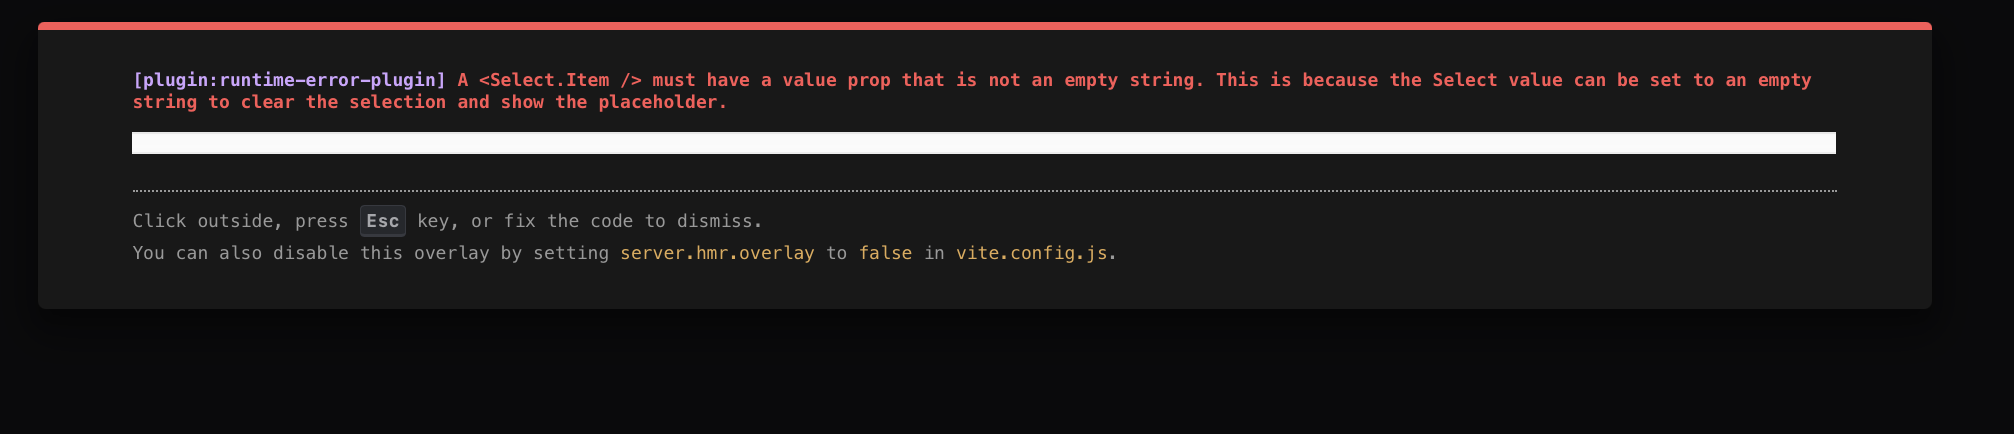 [plugin:runtime-error-plugin] A <Select.Item /> must have a value prop that is not an empty string. This is because the Select value can be set to an empty
string to clear the selection and show the placeholder.
Click outside, press Esc key, or fix the code to dismiss.
You can also disable this overlay by setting server.hmr.overlay to false in vite.config.js.